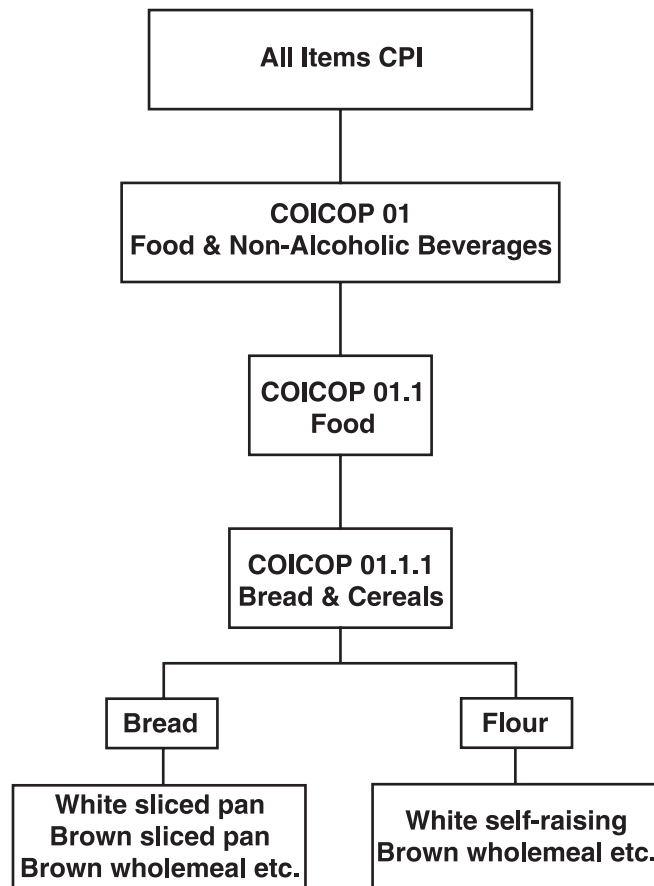 All Items CPI
COICOP 01
Food & Non-Alcoholic Beverages
COICOP 01.1
Food
COICOP 01.1.1
Bread & Cereals
Bread
Flour
White sliced pan
Brown sliced pan
Brown wholemeal etc.
White self-raising
Brown wholemeal etc.